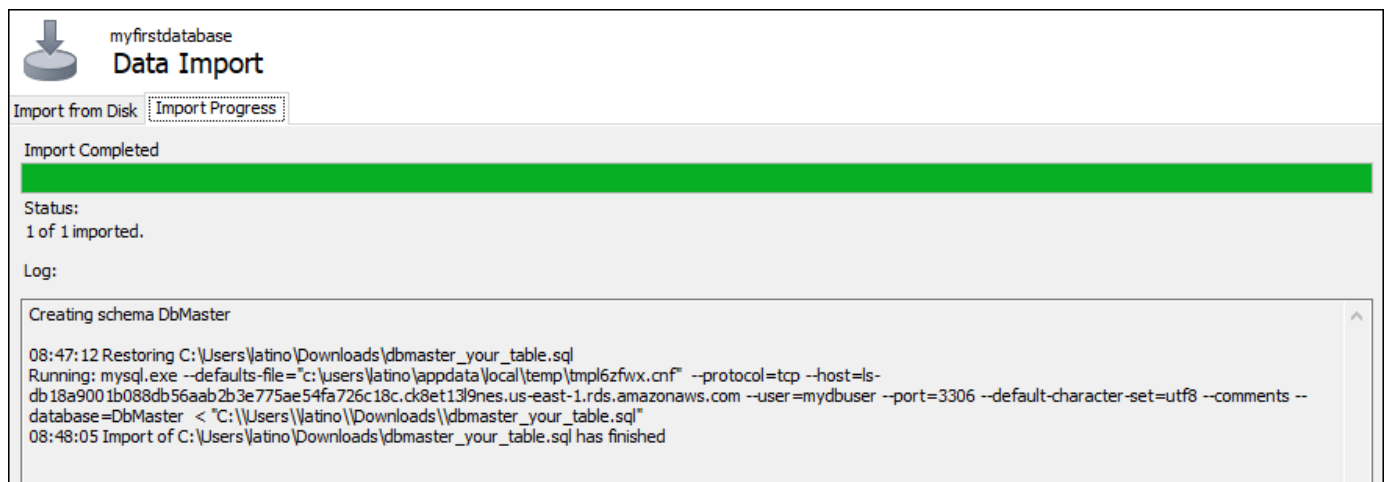 myfirstdatabase
Data Import
Import from Disk Import Progress
Import Completed
Status:
1 of 1 imported.
Log:
Creating schema DbMaster
08:47:12 Restoring C:\Users\latino\Downloads\dbmaster_your_table.sql
Running: mysql.exe --defaults-file="c:\users\latino\appdata\local\temp\tmpl6zfwx.cnf" --protocol=tcp --host=ls-
db18a9001b088db56aab2b3e775ae54fa726c18c.ck8et13l9nes.us-east-1.rds.amazonaws.com --user=mydbuser --port=3306 --default-character-set=utf8 --comments --
database=DbMaster < "C:\\Users\\latino\\Downloads\\dbmaster_your_table.sql"
08:48:05 Import of C:\Users\latino\Downloads\dbmaster_your_table.sql has finished